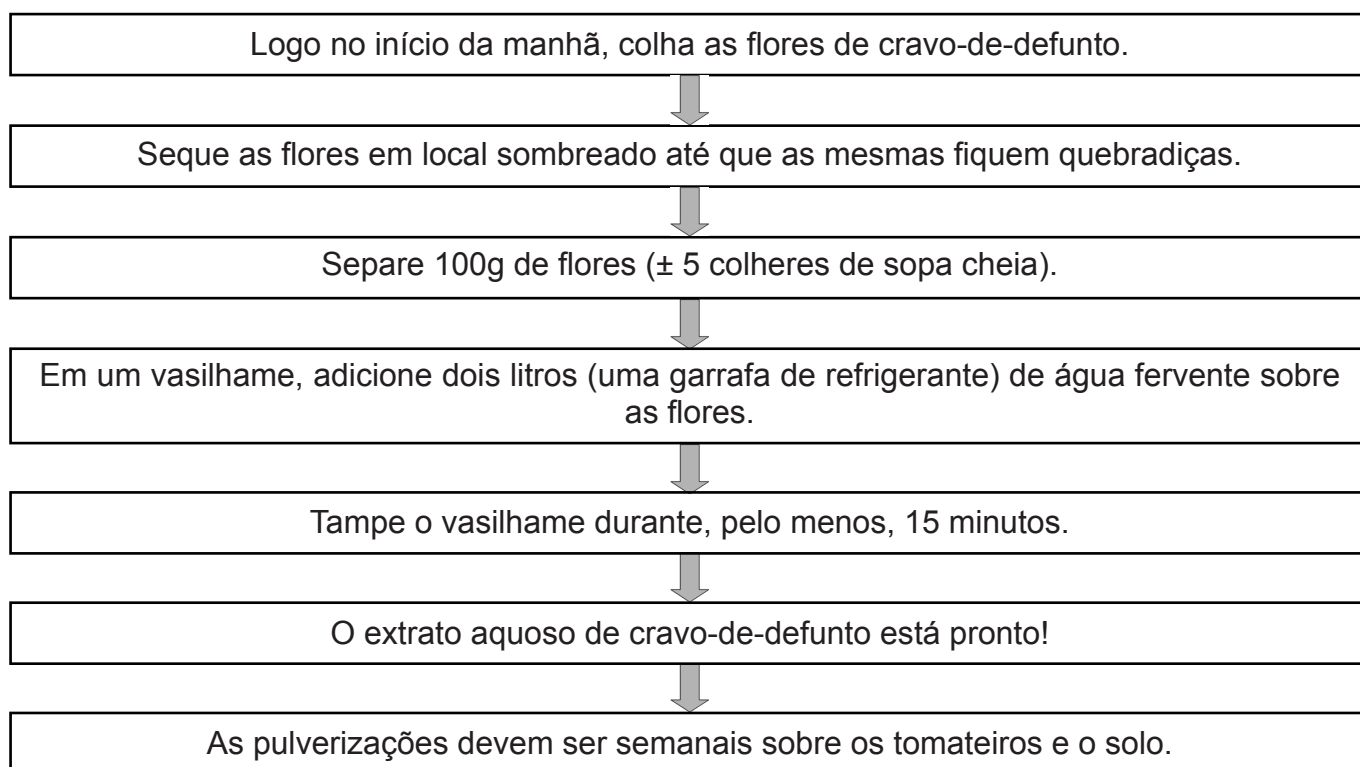 Logo no início da manhã, colha as flores de cravo-de-defunto.
Seque as flores em local sombreado até que as mesmas fiquem quebradiças.
Separe 100g de flores (± 5 colheres de sopa cheia).
Em um vasilhame, adicione dois litros (uma garrafa de refrigerante) de água fervente sobre
as flores.
Tampe o vasilhame durante, pelo menos, 15 minutos.
O extrato aquoso de cravo-de-defunto está pronto!
As pulverizações devem ser semanais sobre os tomateiros e o solo.